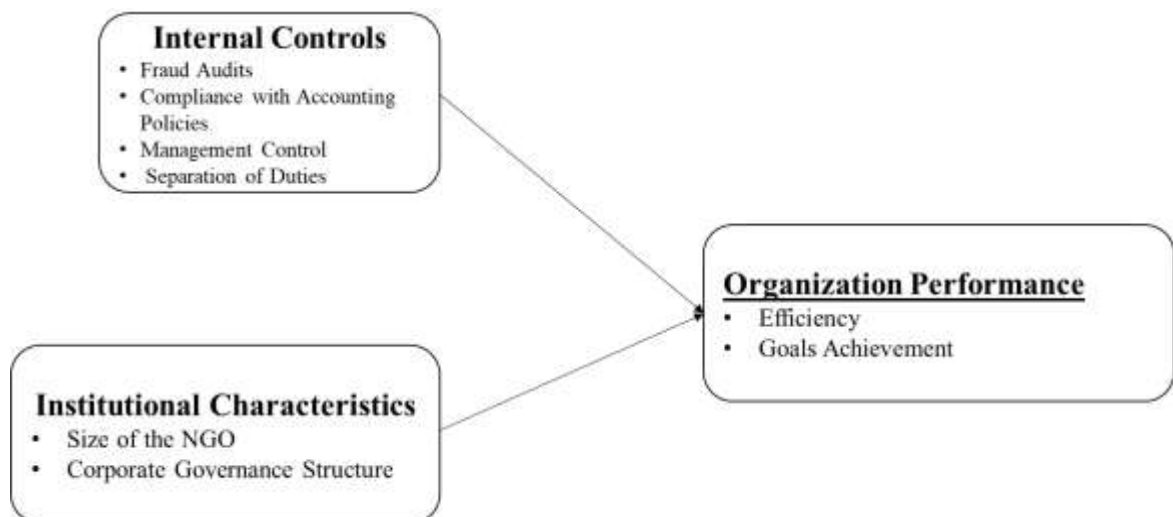 Internal Controls
• Fraud Audits
• Compliance with Accounting
Policies
• Management Control
• Separation of Duties
Organization Performance
• Efficiency
• Goals Achievement
Institutional Characteristics
• Size of the NGO
• Corporate Governance Structure